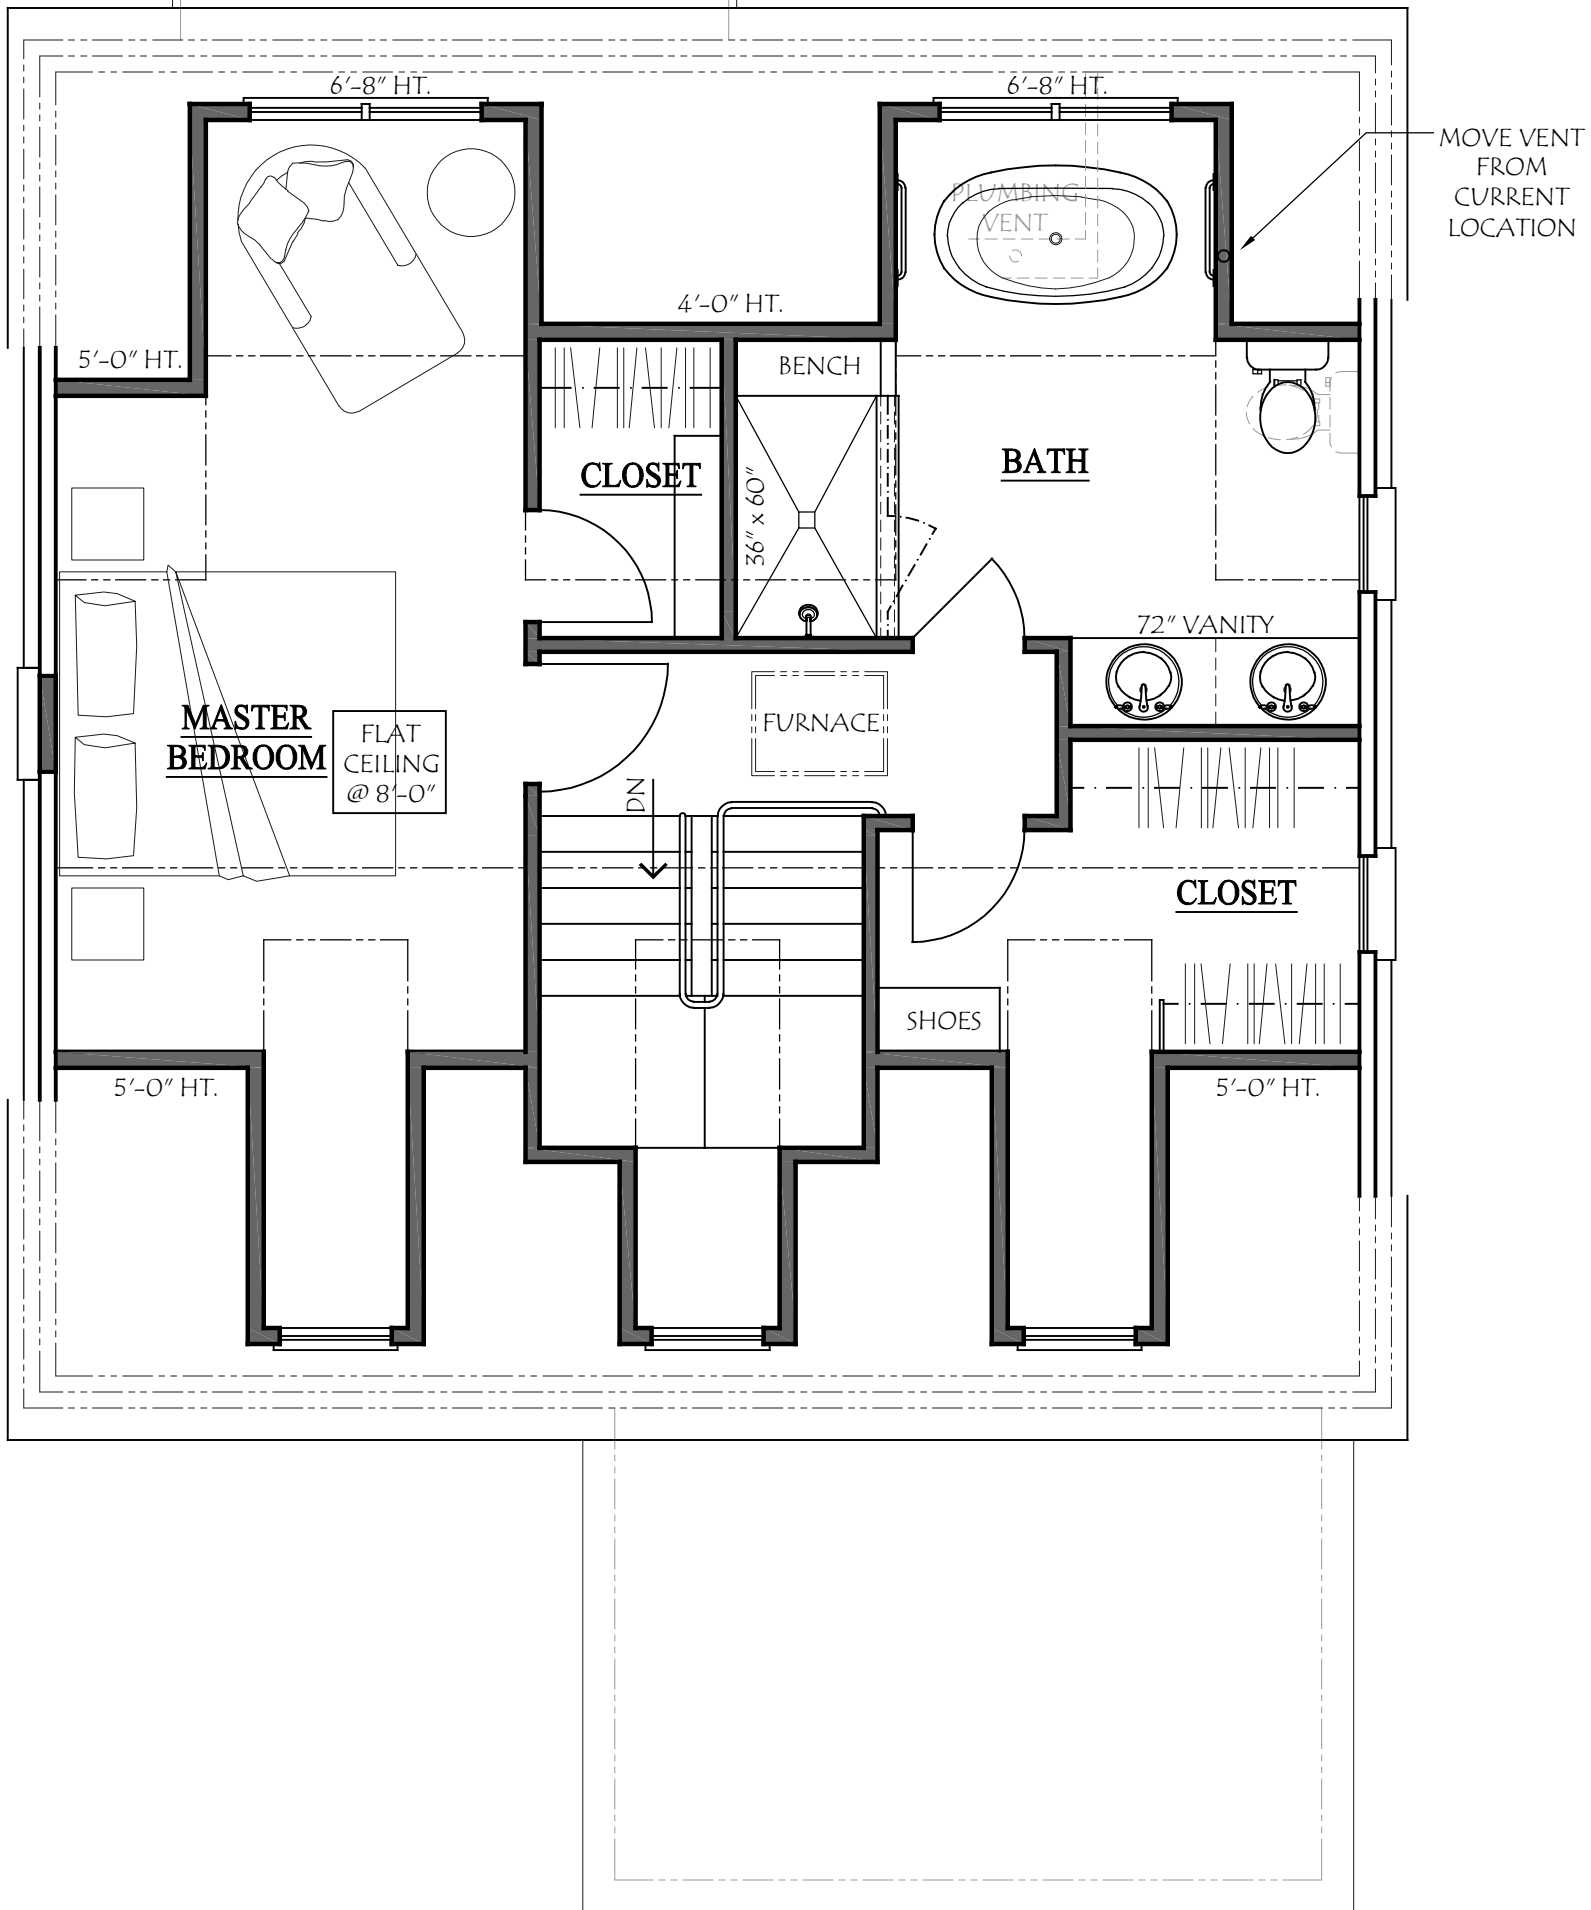 6'-8" HT.
6'-8" HT.
MOVE VENT
FROM
CURRENT
LOCATION
PLUMBING
VENT
4'-0" HT.
5'-0" HT.
BENCH
CLOSET
BATH
36" x 60"
72" VANITY
MASTER
BEDROOM
FLAT
CEILING
@ 8'-0"
FURNACE
DN
CLOSET
SHOES
5'-0" HT.
5'-0" HT.